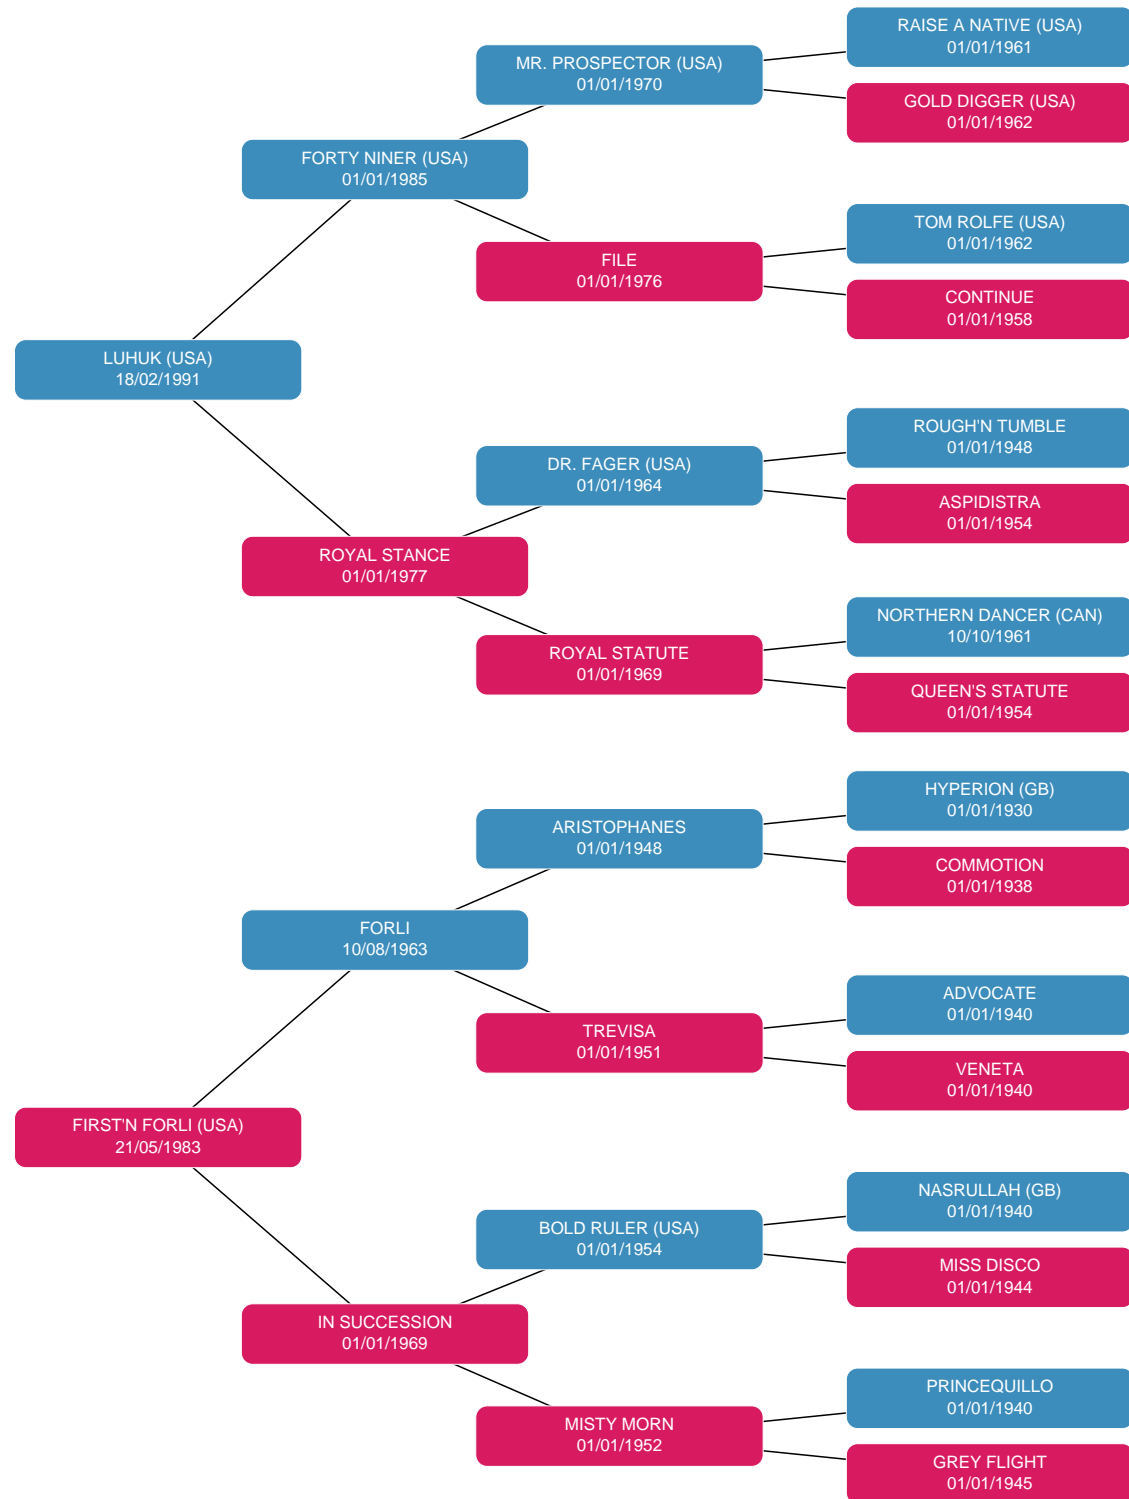 RAISE A NATIVE (USA)
01/01/1961
MR. PROSPECTOR (USA)
01/01/1970
GOLD DIGGER (USA)
01/01/1962
FORTY NINER (USA)
01/01/1985
TOM ROLFE (USA)
01/01/1962
FILE
01/01/1976
CONTINUE
01/01/1958
LUHUK (USA)
18/02/1991
ROUGH'N TUMBLE
01/01/1948
DR. FAGER (USA)
01/01/1964
ASPIDISTRA
01/01/1954
ROYAL STANCE
01/01/1977
NORTHERN DANCER (CAN)
10/10/1961
ROYAL STATUTE
01/01/1969
QUEEN'S STATUTE
01/01/1954
HYPERION (GB)
01/01/1930
ARISTOPHANES
01/01/1948
COMMOTION
01/01/1938
FORLI
10/08/1963
ADVOCATE
01/01/1940
TREVISA
01/01/1951
VENETA
01/01/1940
FIRST'N FORLI (USA)
21/05/1983
NASRULLAH (GB)
01/01/1940
BOLD RULER (USA)
01/01/1954
MISS DISCO
01/01/1944
IN SUCCESSION
01/01/1969
PRINCEQUILLO
01/01/1940
MISTY MORN
01/01/1952
GREY FLIGHT
01/01/1945